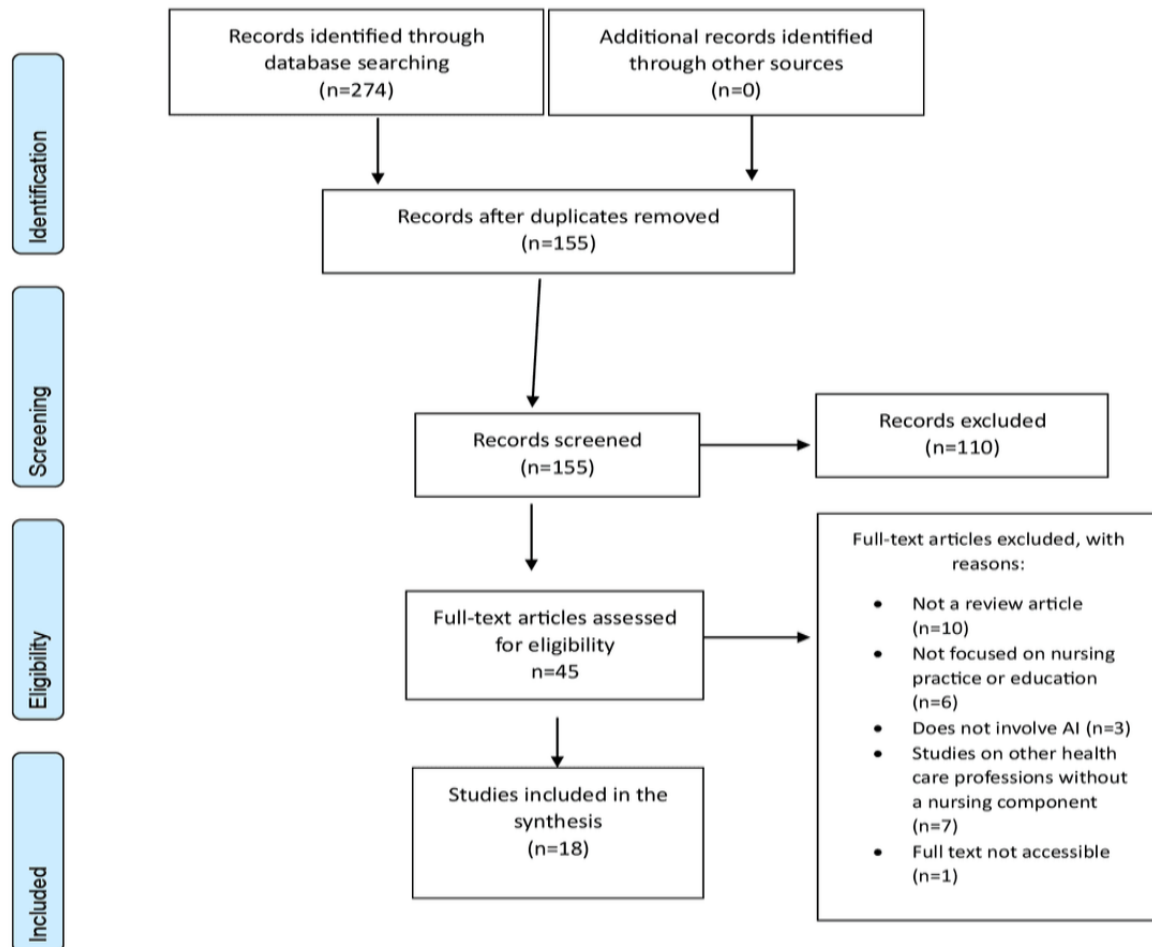 Records identified through
database searching
(n=274)
Additional records identified
through other sources
(n=0)
Identification
Records after duplicates removed
(n=155)
Screening
Records screened
(n=155)
Records excluded
(n=110)
Eligibility
Full-text articles assessed
for eligibility
n=45
Full-text articles excluded, with
reasons:
• Not a review article
(n=10)
• Not focused on nursing
practice or education
(n=6)
• Does not involve AI (n=3)
• Studies on other health
care professions without
a nursing component
(n=7)
• Full text not accessible
(n=1)
Included
Studies included in the
synthesis
(n=18)